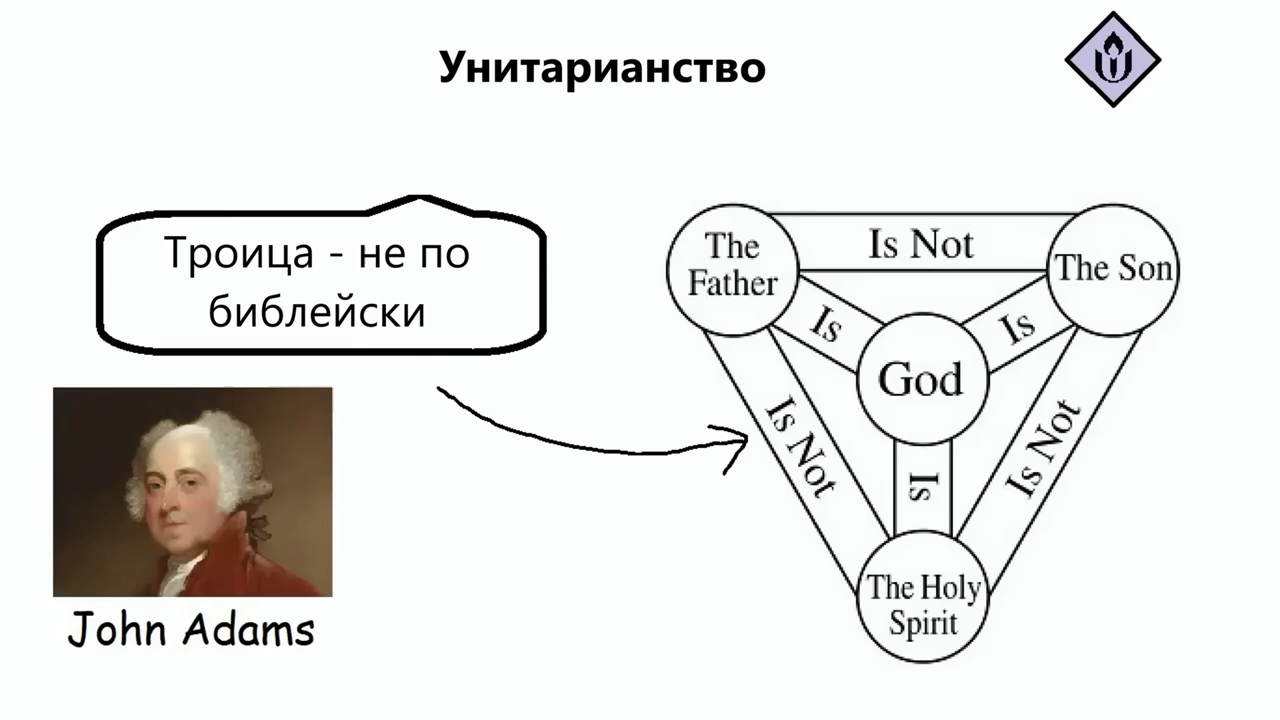 Унитарианство
Троица - не по
библейски
John Adams
The
Father
Is Not
The Son
Is
Is
God
Is Not
Is
Is Not
The Holy
Spirit